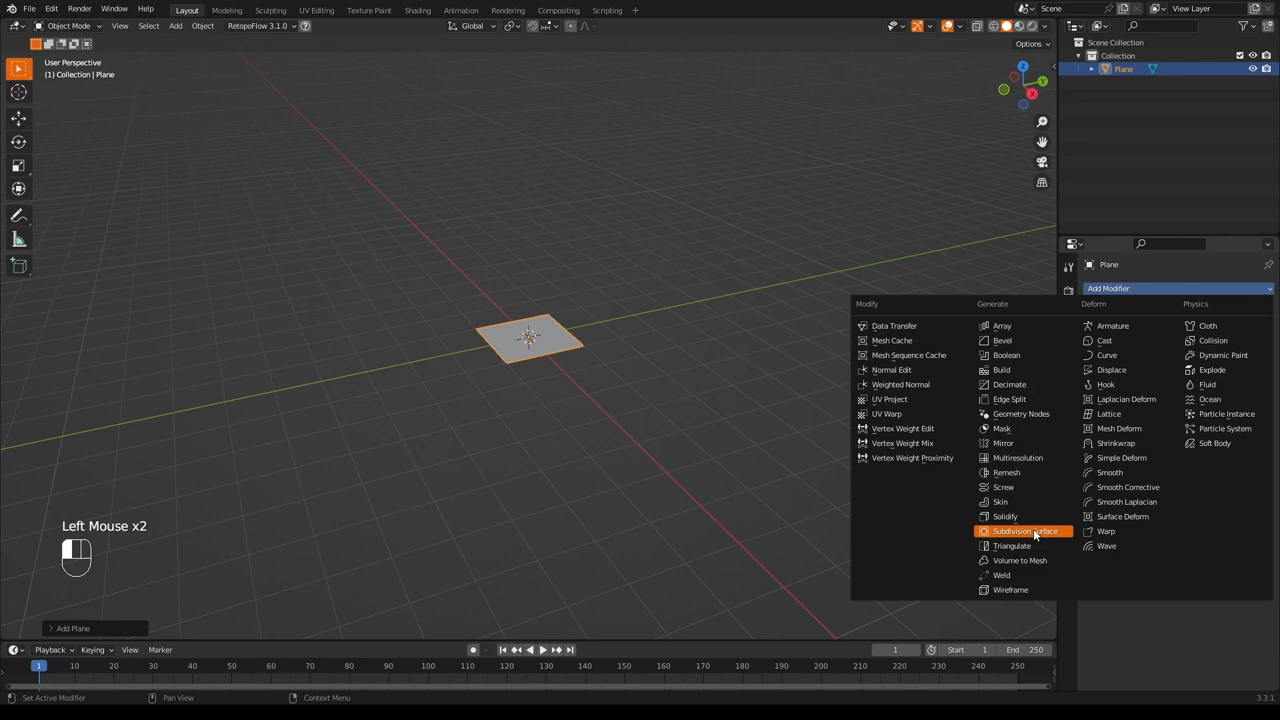 File Edit Render Window Help Layout Modeling Sculpting UV Editing Texture Paint Shading Animation Rendering Compositing Scripting + Scene View Layer
Object Mode View Select Add Object RetopoFlow 3.1.0 Global
Options
User Perspective
(1) Collection | Plane
Scene Collection
Collection
Plane
Z
Y
X
Plane
Add Modifier
Modify Generate Deform Physics
Data Transfer Array Armature Cloth
Mesh Cache Bevel Cast Collision
Mesh Sequence Cache Boolean Curve Dynamic Paint
Normal Edit Build Displace Explode
Weighted Normal Decimate Hook Fluid
UV Project Edge Split Laplacian Deform Ocean
UV Warp Geometry Nodes Lattice Particle Instance
Vertex Weight Edit Mask Mesh Deform Particle System
Vertex Weight Mix Mirror Shrinkwrap Soft Body
Vertex Weight Proximity Multiresolution Simple Deform
Remesh Smooth
Screw Smooth Corrective
Skin Smooth Laplacian
Solidify Surface Deform
Subdivision Surface Warp
Triangulate Wave
Volume to Mesh
Weld
Wireframe
Left Mouse x2
Add Plane
Playback Keying View Marker 1 Start 1 End 250
1 10 20 30 40 50 60 70 80 90 100 110 120 130 140 150 160 170 180 190 200 210 220 230 240 250
Set Active Modifier Pan View Context Menu 3.3.1